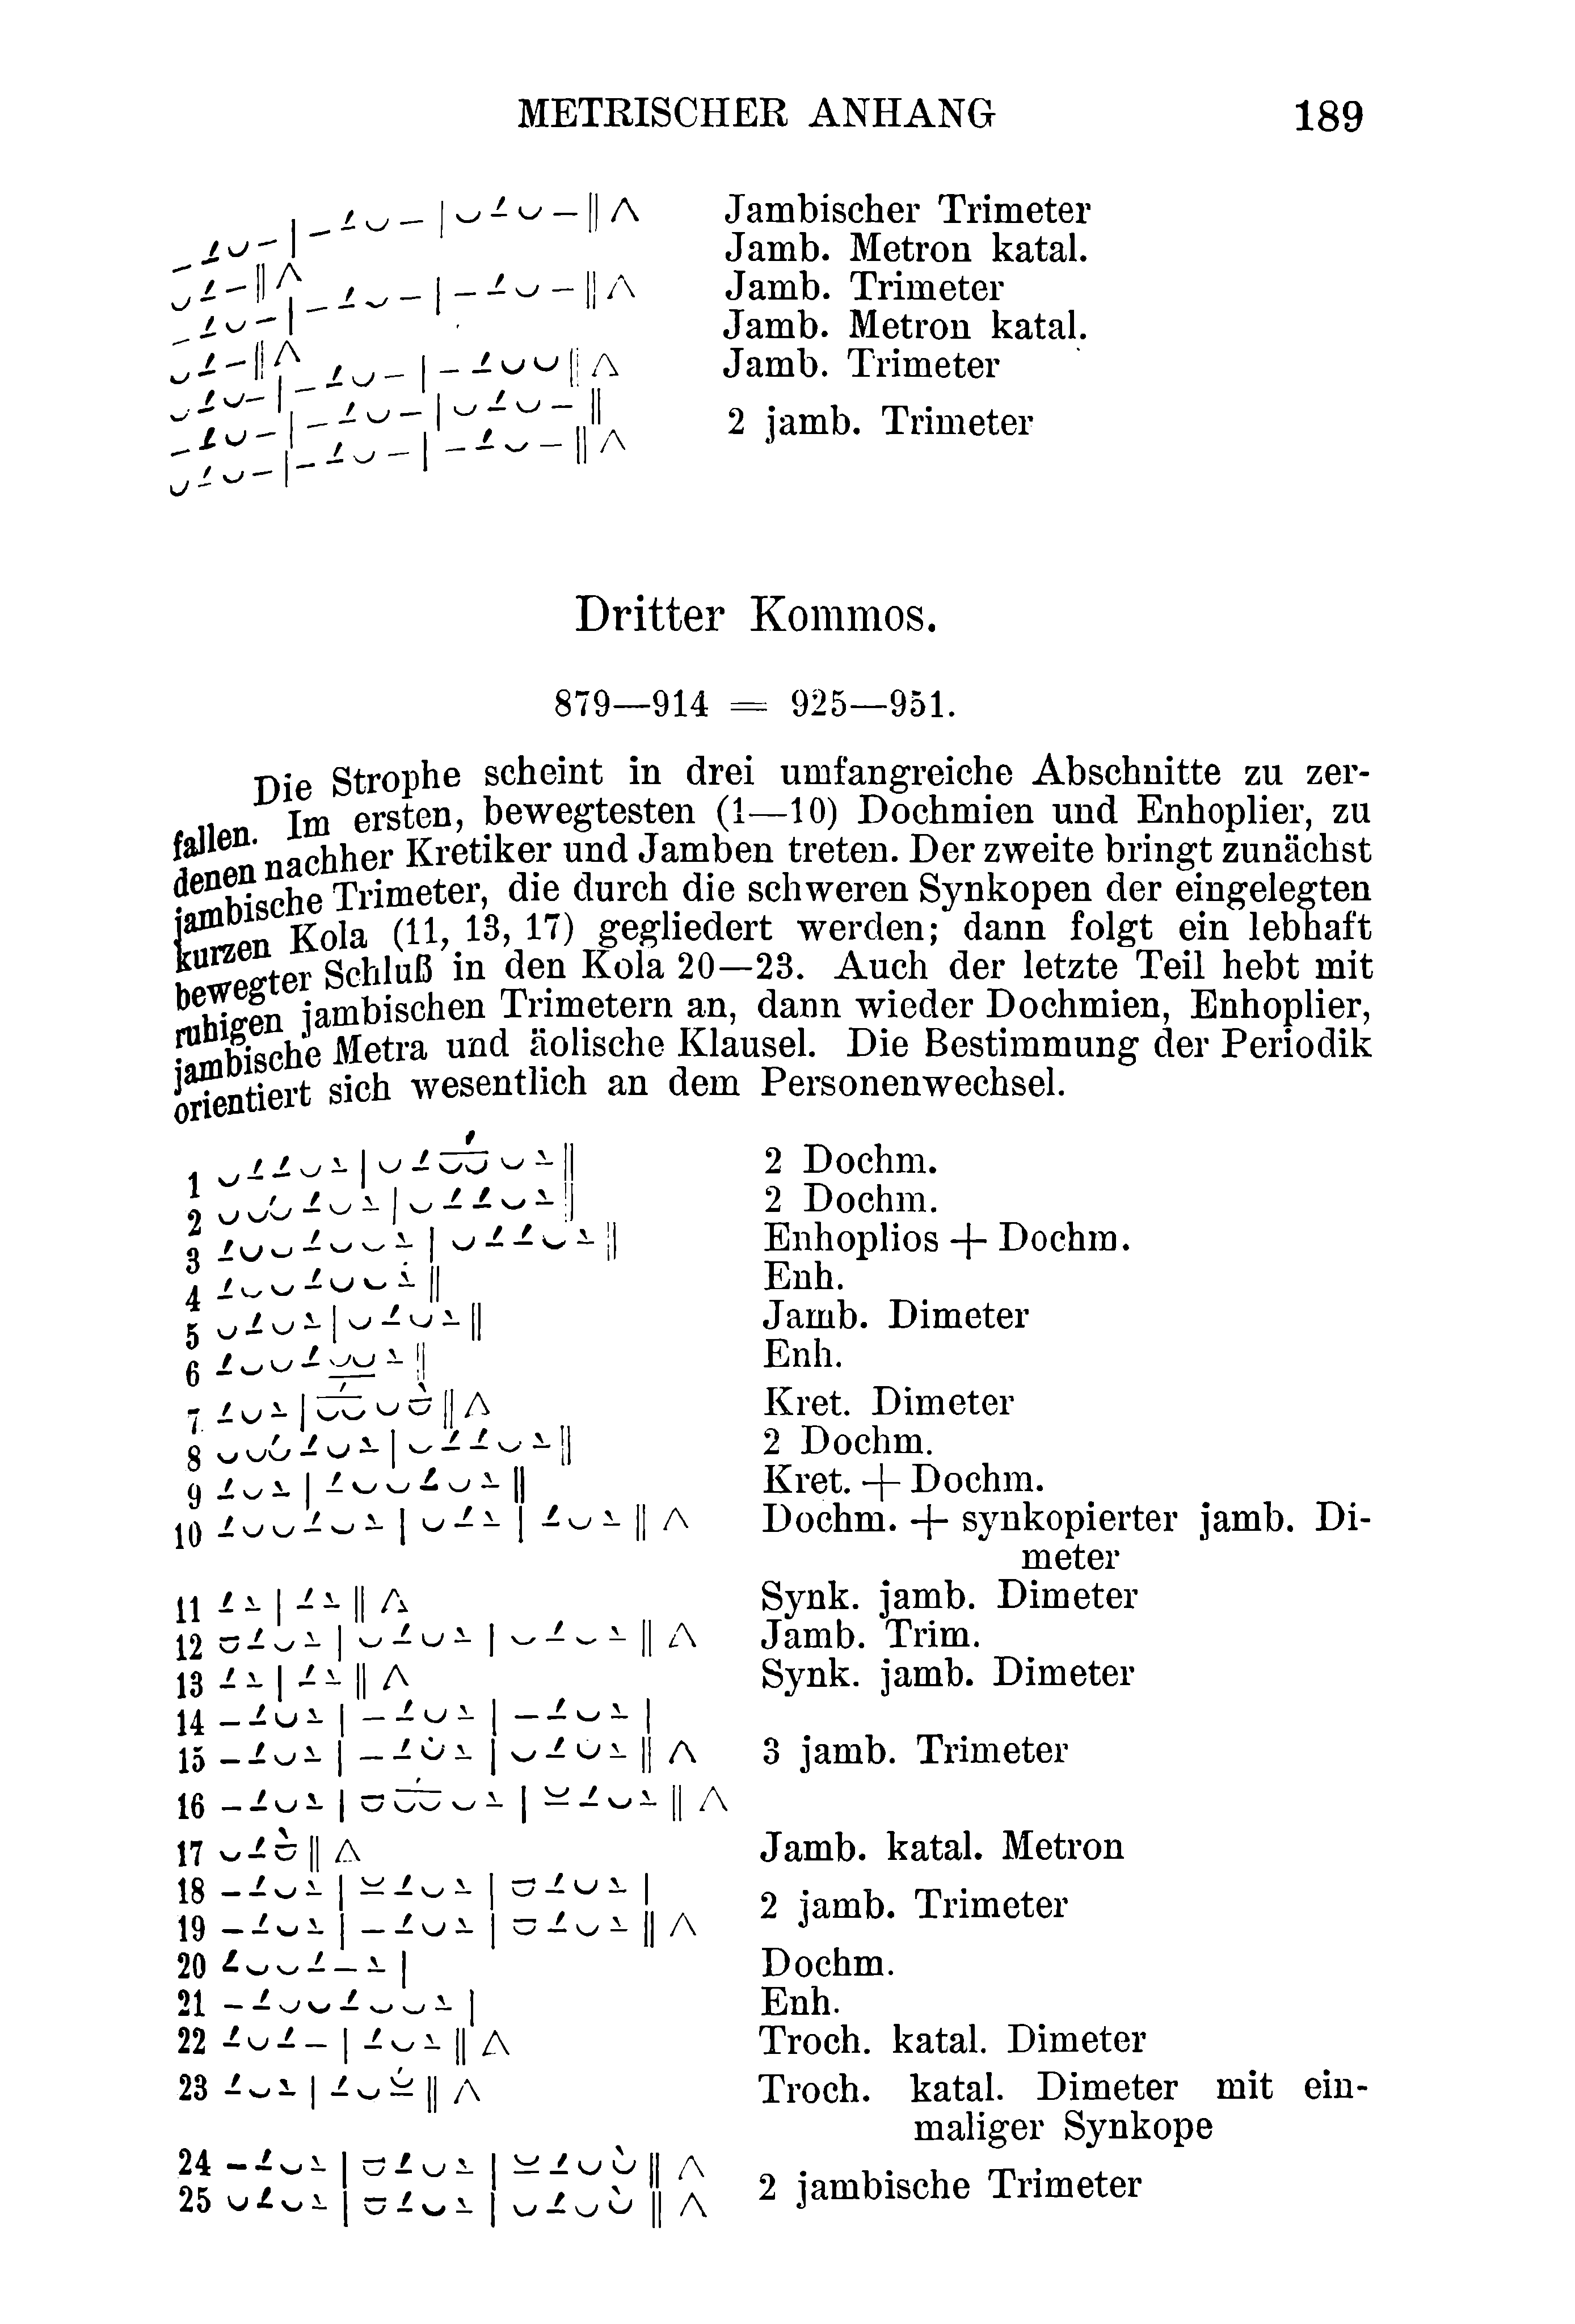 METRISCHER ANHANG 189
_ –́ ⏑ – | – –́ ⏑ – | ⏑ –́ ⏑ – || ∧ Jambischer Trimeter
⏑ –́ – || ∧ Jamb. Metron katal.
_ –́ ⏑ – | – –́ ⏑ – | – –́ ⏑ – || ∧ Jamb. Trimeter
⏑ –́ – || ∧ Jamb. Metron katal.
⏑ –́ ⏑ – | – –́ ⏑ – | – –́ ⏑ ⏑ || ∧ Jamb. Trimeter
– –́ ⏑ – | – –́ ⏑ – | ⏑ –́ ⏑ – ||
2 jamb. Trimeter
⏑ –́ ⏑ – | – –́ ⏑ – | – –́ ⏑ – || ∧
Dritter Kommos.
879—914 = 925—951.
Die Strophe scheint in drei umfangreiche Abschnitte zu zer-
fallen. Im ersten, bewegtesten (1—10) Dochmien und Enhoplier, zu
denen nachher Kretiker und Jamben treten. Der zweite bringt zunächst
jambische Trimeter, die durch die schweren Synkopen der eingelegten
kurzen Kola (11, 13, 17) gegliedert werden; dann folgt ein lebhaft
bewegter Schluß in den Kola 20—23. Auch der letzte Teil hebt mit
ruhigen jambischen Trimetern an, dann wieder Dochmien, Enhoplier,
jambische Metra und äolische Klausel. Die Bestimmung der Periodik
orientiert sich wesentlich an dem Personenwechsel.
1 ⏑ –́ –́ ⏑ –̀ | ⏑ –́ ⏔́ ⏑ –̀ || 2 Dochm.
2 ⏑ ⏑⏑́ –́ ⏑ –̀ | ⏑ –́ –́ ⏑ –̀ || 2 Dochm.
3 –́ ⏑ ⏑ –́ ⏑ ⏑ –̀ | ⏑ –́ –́ ⏑ –̀ || Enhoplios + Dochm.
4 –́ ⏑ ⏑ –́ ⏑ ⏑ –̀ || Enh.
5 ⏑ –́ ⏑ –̀ | ⏑ –́ ⏑ –̀ || Jamb. Dimeter
6 –́ ⏑ ⏑ –́ ⏕ –̀ || Enh.
7 –́ ⏑ –̀ | ⏔́ ⏑ ⏓̀ || ∧ Kret. Dimeter
8 ⏑ ⏑⏑́ –́ ⏑ –̀ | ⏑ –́ –́ ⏑ –̀ || 2 Dochm.
9 –́ ⏑ –̀ | –́ ⏑ ⏑ –́ ⏑ –̀ || Kret. + Dochm.
10 –́ ⏑ ⏑ –́ ⏑ –̀ | ⏑ –́ –̀ | –́ ⏑ –̀ || ∧ Dochm. + synkopierter jamb. Di-
meter
11 –́ –̀ | –́ –̀ || ∧ Synk. jamb. Dimeter
12 ⏓ –́ ⏑ –̀ | ⏑ –́ ⏑ –̀ | ⏑ –́ ⏑ –̀ || ∧ Jamb. Trim.
13 –́ –̀ | –́ –̀ || ∧ Synk. jamb. Dimeter
14 – –́ ⏑ –̀ | – –́ ⏑ –̀ | – –́ ⏑ –̀ |
15 – –́ ⏑ –̀ | – –́ ⏑ –̀ | ⏑ –́ ⏑ –̀ || ∧ 3 jamb. Trimeter
16 – –́ ⏑ –̀ | ⏓ ⏔́ ⏑ –̀ | ⏒ –́ ⏑ –̀ || ∧
17 ⏑ –́ ⏓̀ || ∧ Jamb. katal. Metron
18 – –́ ⏑ –̀ | ⏒ –́ ⏑ –̀ | ⏓ –́ ⏑ –̀ |
2 jamb. Trimeter
19 – –́ ⏑ –̀ | – –́ ⏑ –̀ | ⏓ –́ ⏑ –̀ || ∧
20 –́ ⏑ ⏑ –́ – –̀ | Dochm.
21 – –́ ⏑ ⏑ –́ ⏑ ⏑ –̀ | Enh.
22 –́ ⏑ –́ – | –́ ⏑ –̀ || ∧ Troch. katal. Dimeter
23 –́ ⏑ –̀ | –́ ⏑ ⏒́ || ∧ Troch. katal. Dimeter mit ein-
maliger Synkope
24 – –́ ⏑ –̀ | ⏓ –́ ⏑ –̀ | ⏒ –́ ⏑ ⏑̀ || ∧
2 jambische Trimeter
25 ⏑ –́ ⏑ –̀ | ⏓ –́ ⏑ –̀ | ⏑ –́ ⏑ ⏑̀ || ∧